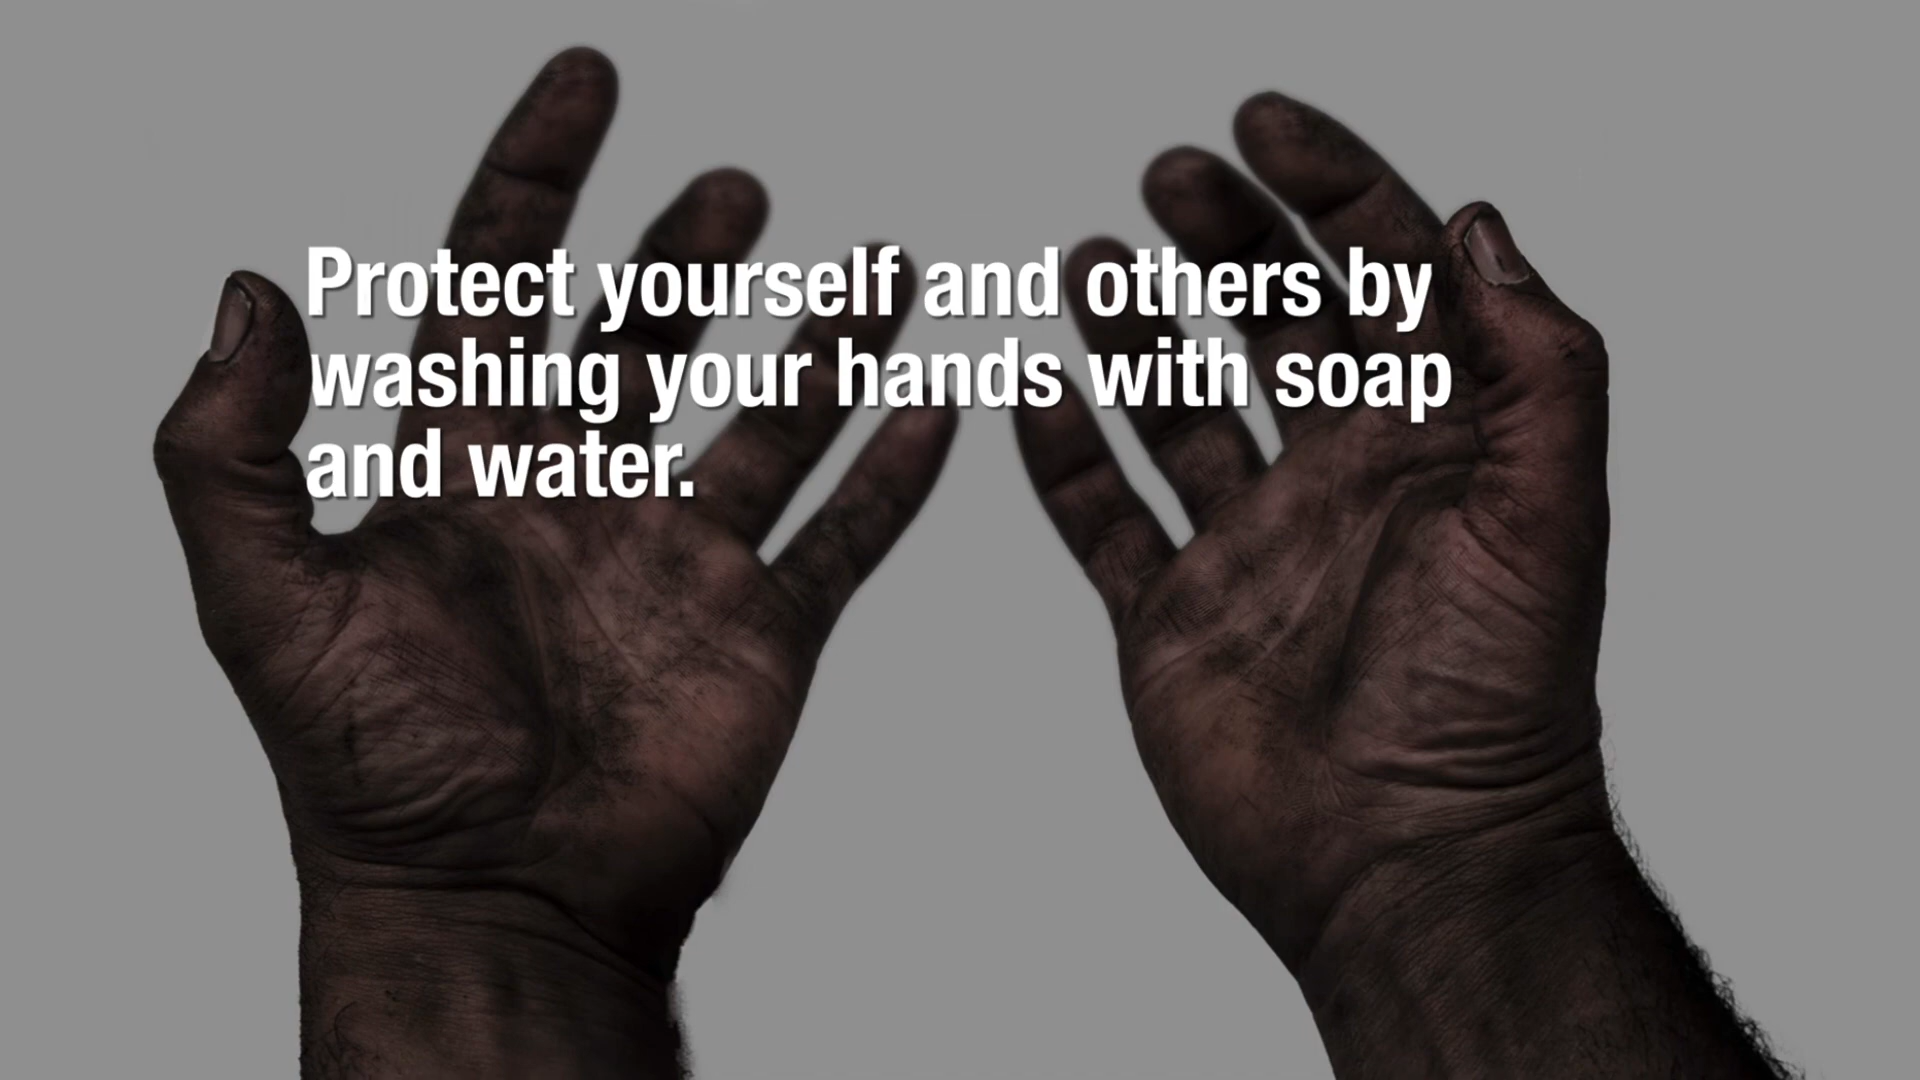 Protect yourself and others by
washing your hands with soap
and water.